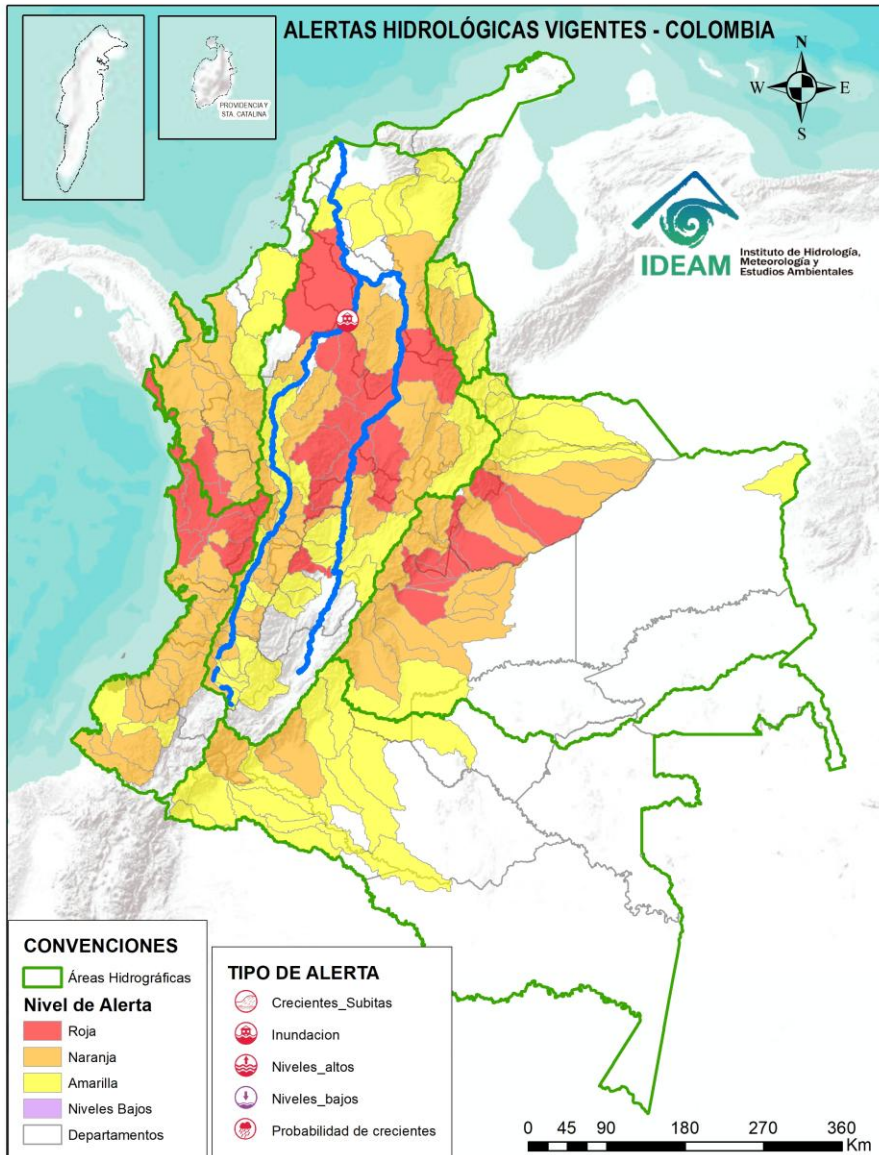 ALERTAS HIDROLÓGICAS VIGENTES - COLOMBIA
PROVIDENCIA Y
STA. CATALINA
N
W
E
S
IDEAM
Instituto de Hidrología,
Meteorología y
Estudios Ambientales
CONVENCIONES
Áreas Hidrográficas
Nivel de Alerta
Roja
Naranja
Amarilla
Niveles Bajos
Departamentos
TIPO DE ALERTA
Crecientes_Subitas
Inundacion
Niveles_altos
Niveles_bajos
Probabilidad de crecientes
0 45 90 180 270 360
Km